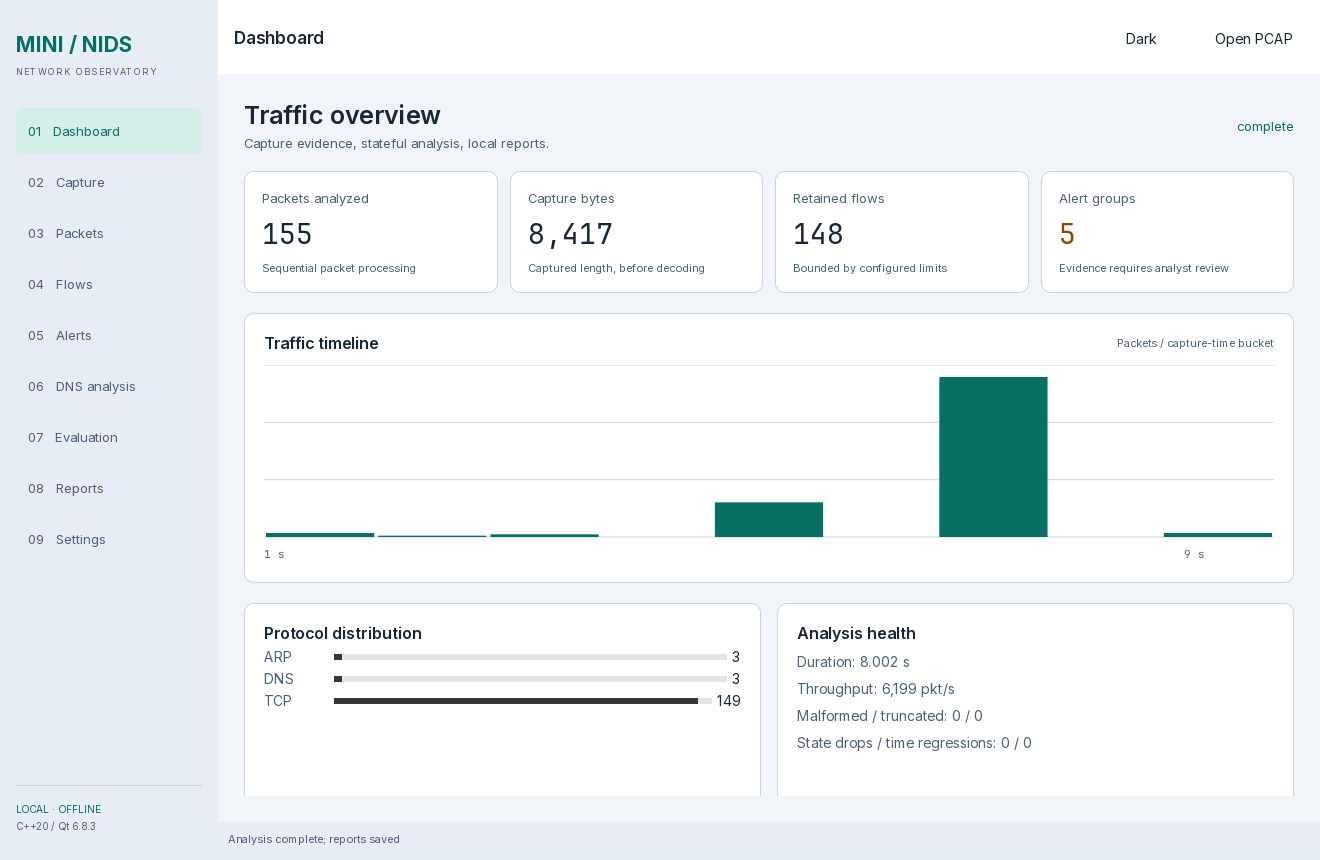 MINI / NIDS
NETWORK OBSERVATORY
01 Dashboard
02 Capture
03 Packets
04 Flows
05 Alerts
06 DNS analysis
07 Evaluation
08 Reports
09 Settings
LOCAL · OFFLINE
C++20 / Qt 6.8.3
Dashboard
Dark
Open PCAP
Traffic overview
Capture evidence, stateful analysis, local reports.
complete
Packets analyzed
155
Sequential packet processing
Capture bytes
8,417
Captured length, before decoding
Retained flows
148
Bounded by configured limits
Alert groups
5
Evidence requires analyst review
Traffic timeline
Packets / capture-time bucket
1 s
9 s
Protocol distribution
ARP 3
DNS 3
TCP 149
Analysis health
Duration: 8.002 s
Throughput: 6,199 pkt/s
Malformed / truncated: 0 / 0
State drops / time regressions: 0 / 0
Analysis complete; reports saved